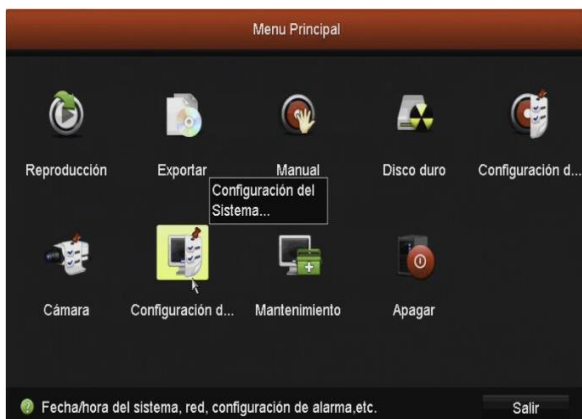 Menu Principal
Reproducción
Exportar
Manual
Disco duro
Configuración d...
Configuración del
Sistema...
Cámara
Configuración d...
Mantenimiento
Apagar
Fecha/hora del sistema, red, configuración de alarma,etc.
Salir